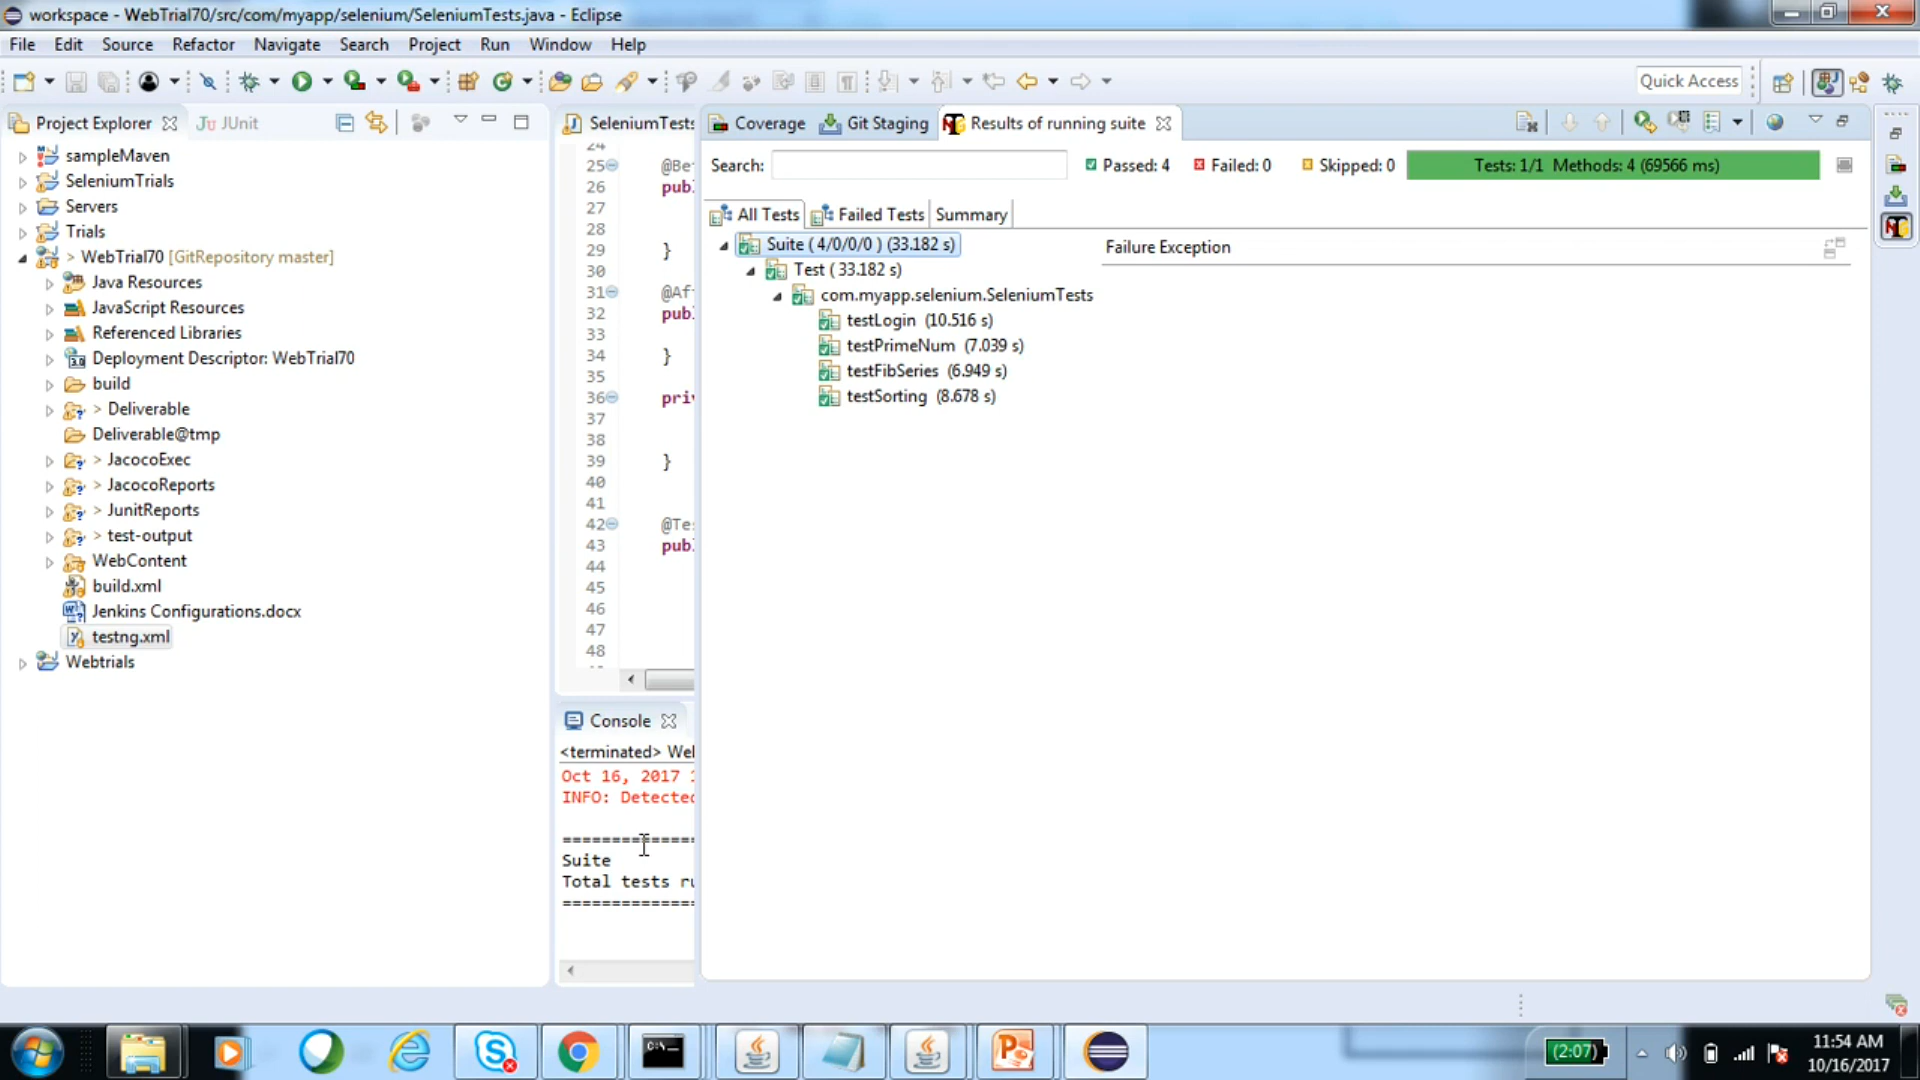 workspace - WebTrial70/src/com/myapp/selenium/SeleniumTests.java - Eclipse
File Edit Source Refactor Navigate Search Project Run Window Help
Quick Access
Project Explorer
JUnit
sampleMaven
SeleniumTrials
Servers
Trials
> WebTrial70 [GitRepository master]
Java Resources
JavaScript Resources
Referenced Libraries
Deployment Descriptor: WebTrial70
build
> Deliverable
Deliverable@tmp
> JacocoExec
> JacocoReports
> JunitReports
> test-output
WebContent
build.xml
Jenkins Configurations.docx
testng.xml
Webtrials
SeleniumTests
24
25 @Be
26 publ
27
28
29 }
30
31 @Af
32 publ
33
34 }
35
36 pri
37
38
39 }
40
41
42 @Te
43 publ
44
45
46
47
48
Console
<terminated> We
Oct 16, 2017
INFO: Detected
==============
Suite
Total tests ru
==============
Coverage Git Staging Results of running suite
Search: Passed: 4 Failed: 0 Skipped: 0 Tests: 1/1 Methods: 4 (69566 ms)
All Tests Failed Tests Summary
Suite ( 4/0/0/0 ) (33.182 s)
Test ( 33.182 s)
com.myapp.selenium.SeleniumTests
testLogin (10.516 s)
testPrimeNum (7.039 s)
testFibSeries (6.949 s)
testSorting (8.678 s)
Failure Exception
(2:07)
11:54 AM
10/16/2017